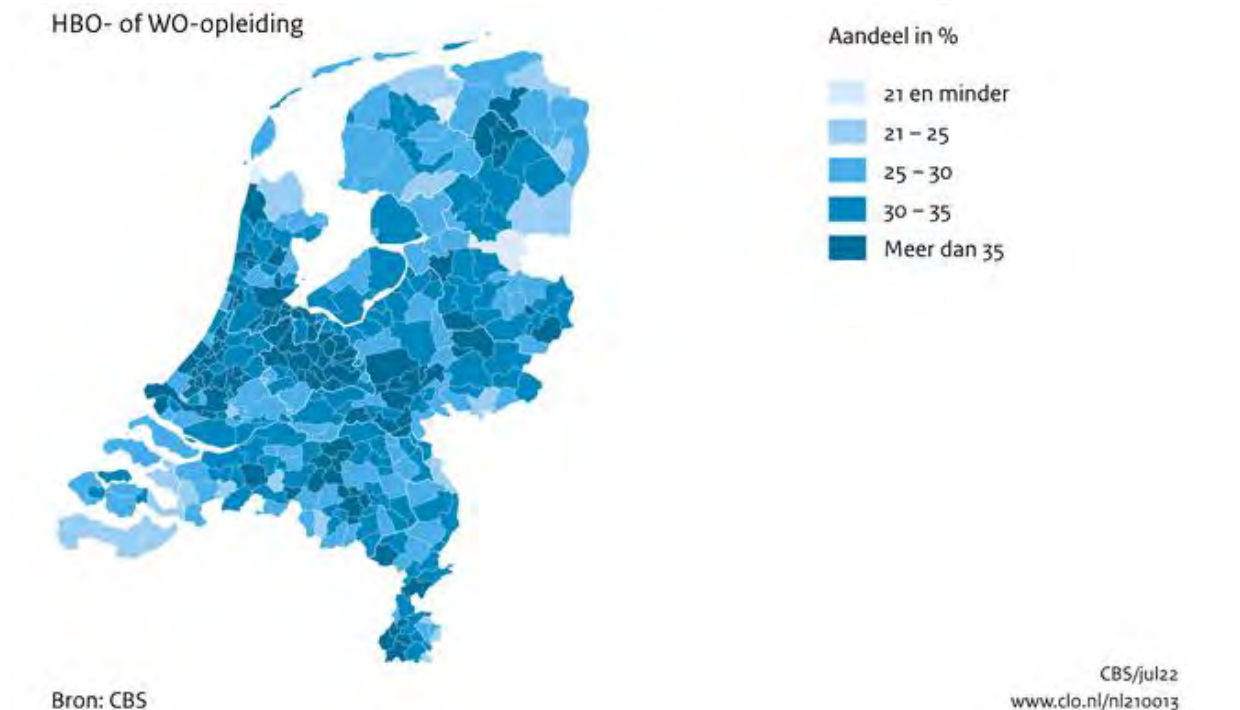 HBO- of WO-opleiding
Aandeel in %
21 en minder
21 – 25
25 – 30
30 – 35
Meer dan 35
Bron: CBS
CBS/jul22
www.clo.nl/nl210013